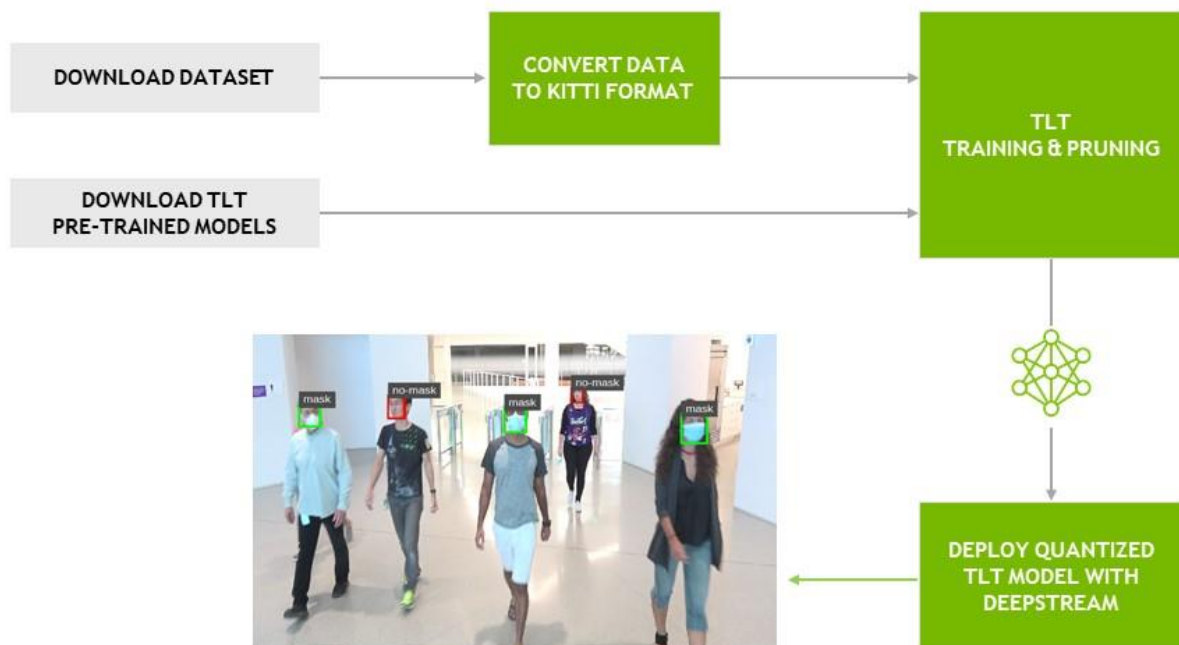 DOWNLOAD DATASET
CONVERT DATA
TO KITTI FORMAT
TLT
TRAINING & PRUNING
DOWNLOAD TLT
PRE-TRAINED MODELS
mask
no-mask
mask
no-mask
mask
DEPLOY QUANTIZED
TLT MODEL WITH
DEEPSTREAM